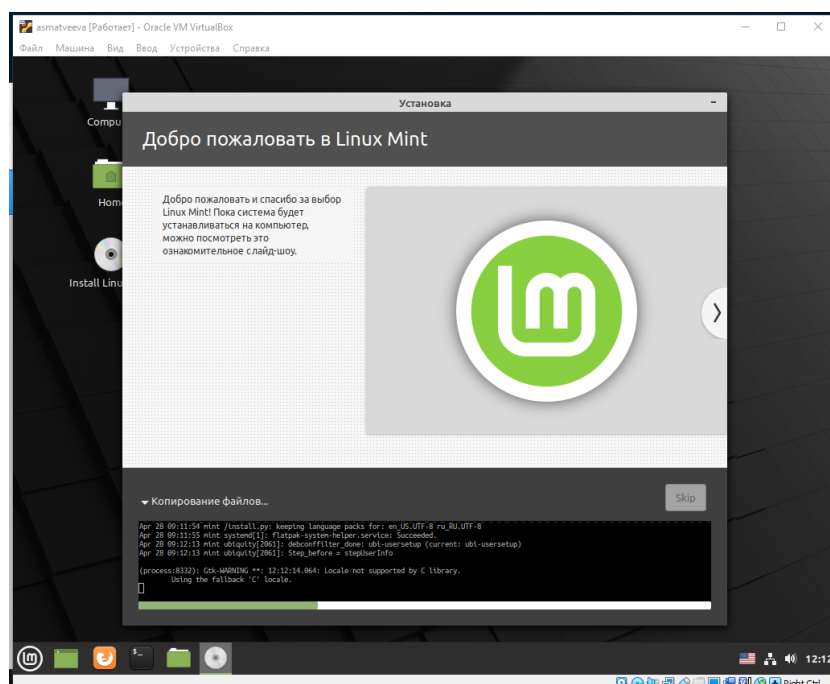 asmatveeva [Работает] - Oracle VM VirtualBox
Файл Машина Вид Ввод Устройства Справка
Установка
Compu
Добро пожаловать в Linux Mint
Home
Добро пожаловать и спасибо за выбор
Linux Mint! Пока система будет
устанавливаться на компьютер,
можно посмотреть это
ознакомительное слайд-шоу.
Install Linu
Копирование файлов...
Skip
Apr 28 09:11:54 mint /install.py: keeping language packs for: en_US.UTF-8 ru_RU.UTF-8
Apr 28 09:11:55 mint systemd[1]: flatpak-system-helper.service: Succeeded.
Apr 28 09:12:13 mint ubiquity[2061]: debconffilter_done: ubi-usersetup (current: ubi-usersetup)
Apr 28 09:12:13 mint ubiquity[2061]: Step_before = stepUserInfo
(process:8332): Gtk-WARNING **: 12:12:14.064: Locale not supported by C library.
Using the fallback 'C' locale.
12:12
Right Ctrl